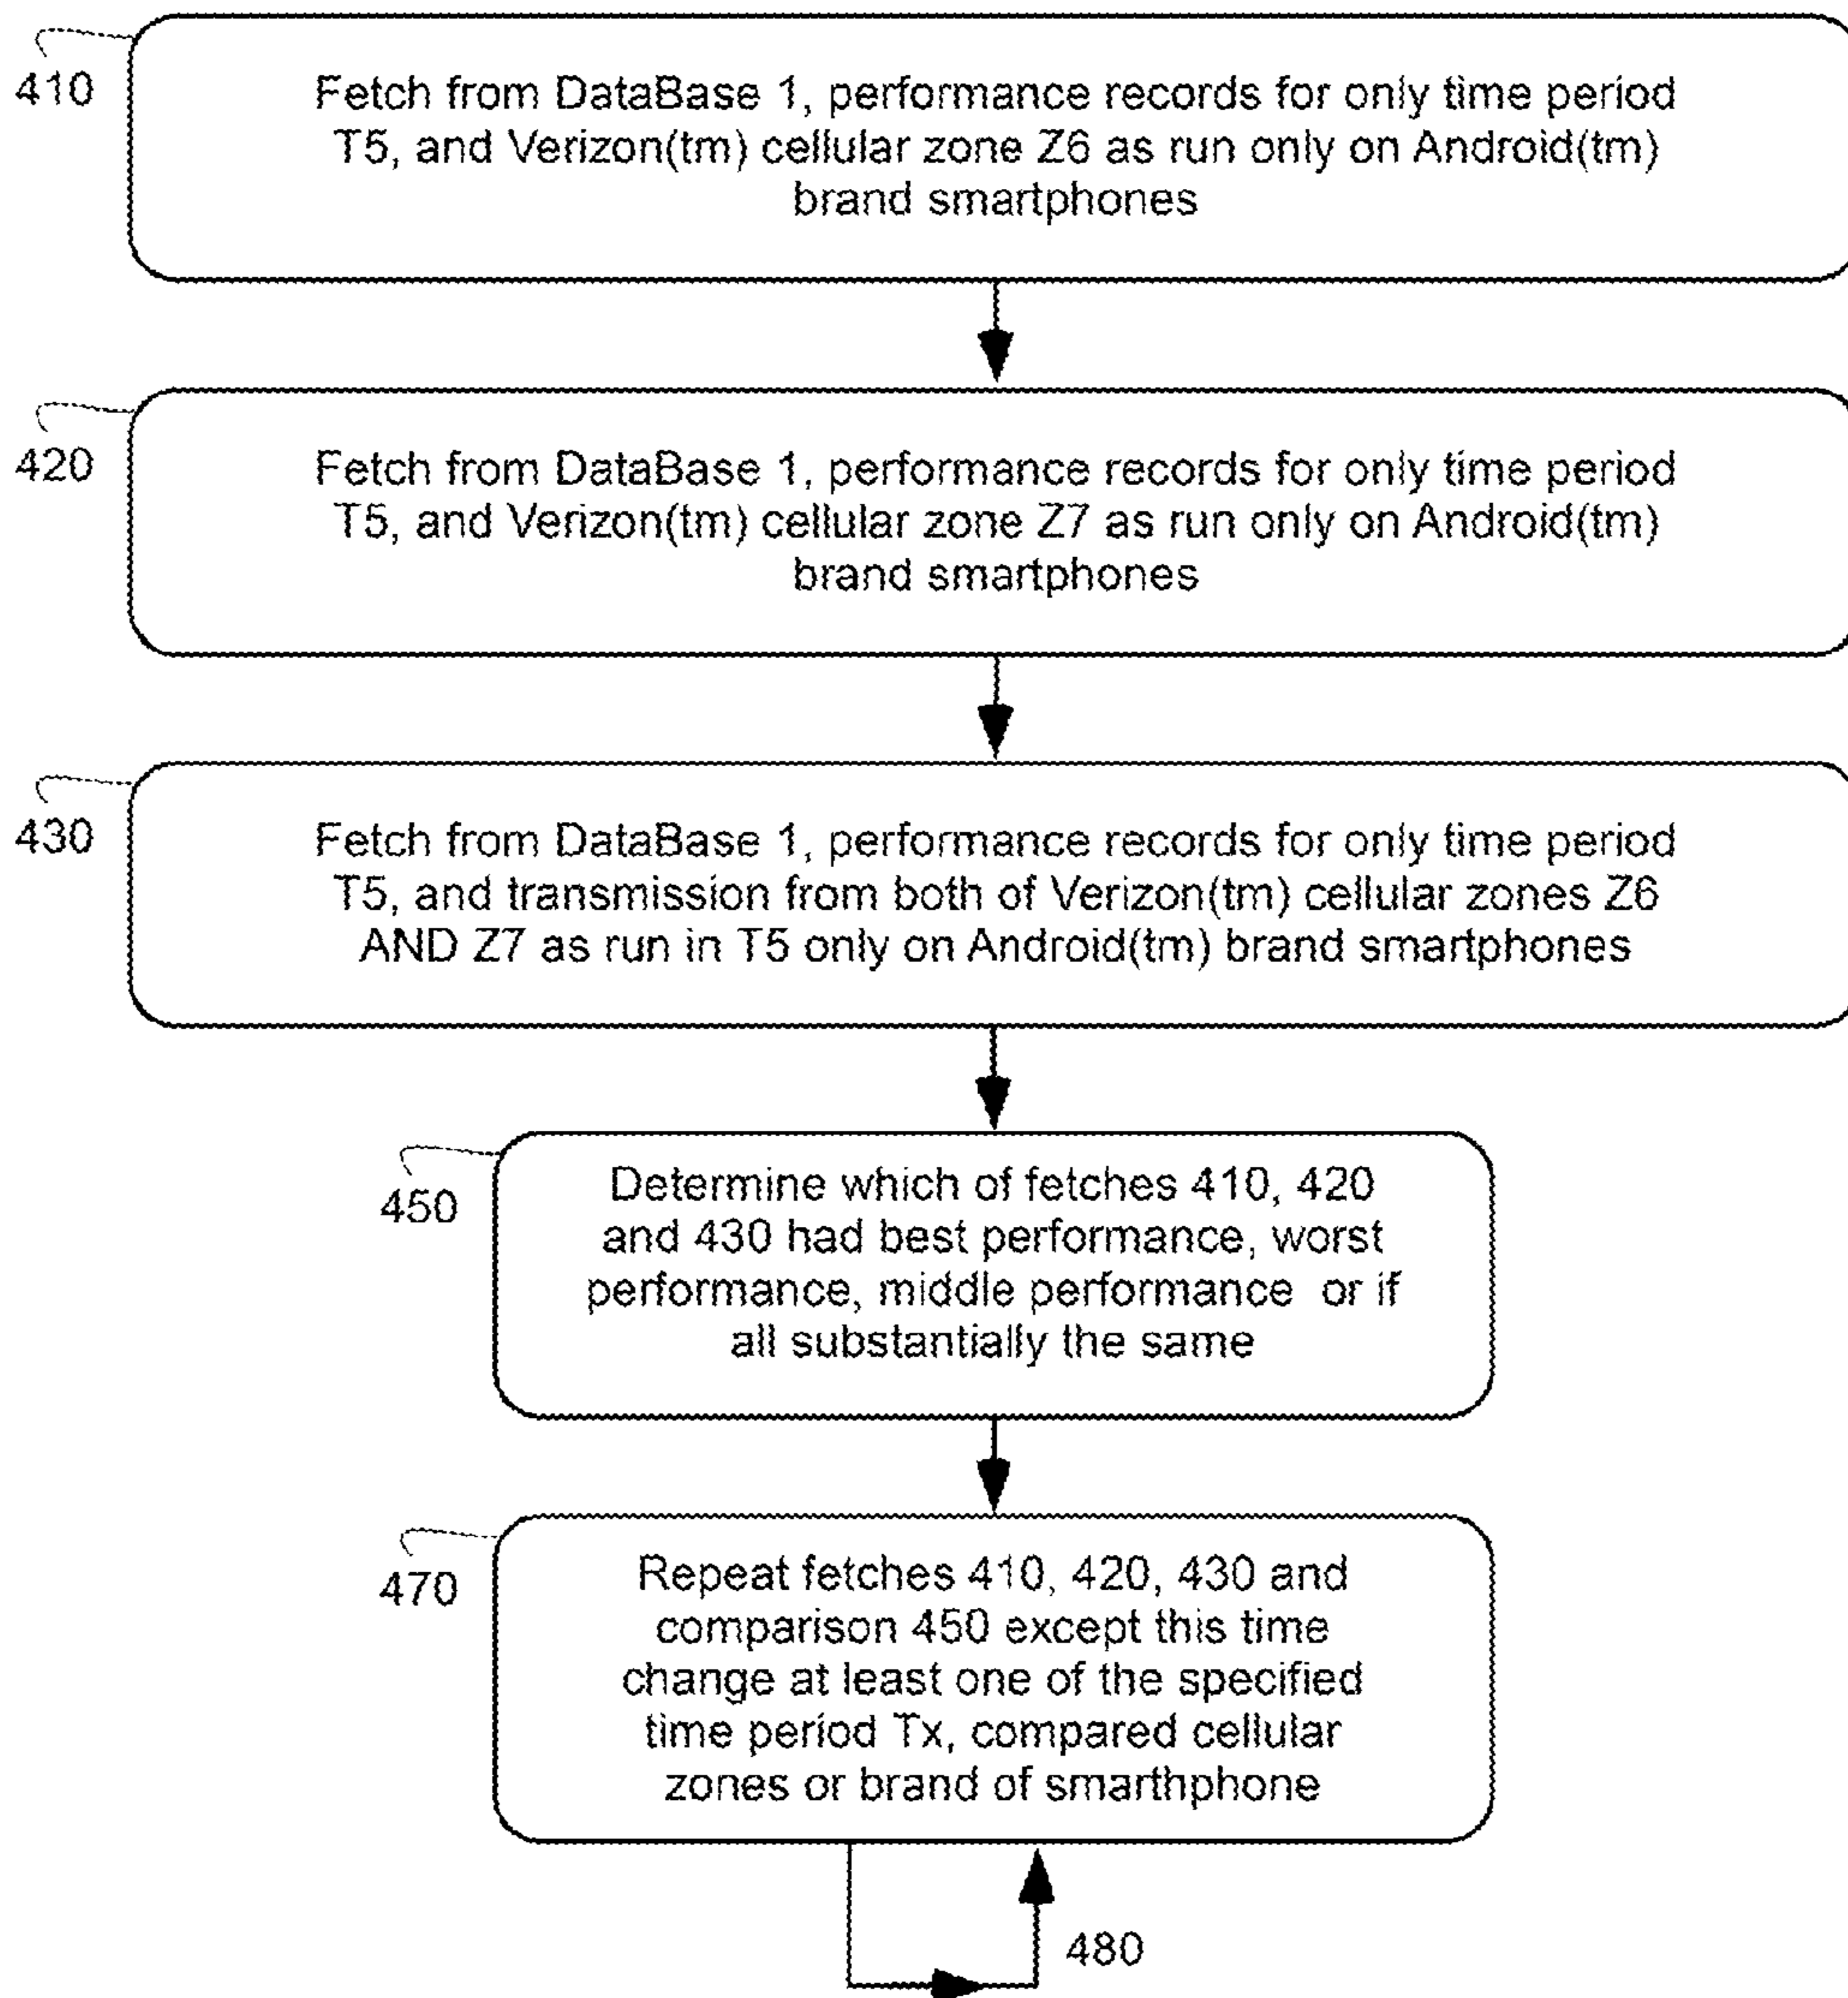 410
Fetch from DataBase 1, performance records for only time period
T5, and Verizon(tm) cellular zone Z6 as run only on Android(tm)
brand smartphones
420
Fetch from DataBase 1, performance records for only time period
T5, and Verizon(tm) cellular zone Z7 as run only on Android(tm)
brand smartphones
430
Fetch from DataBase 1, performance records for only time period
T5, and transmission from both of Verizon(tm) cellular zones Z6
AND Z7 as run in T5 only on Android(tm) brand smartphones
450
Determine which of fetches 410, 420
and 430 had best performance, worst
performance, middle performance or if
all substantially the same
470
Repeat fetches 410, 420, 430 and
comparison 450 except this time
change at least one of the specified
time period Tx, compared cellular
zones or brand of smarthphone
480